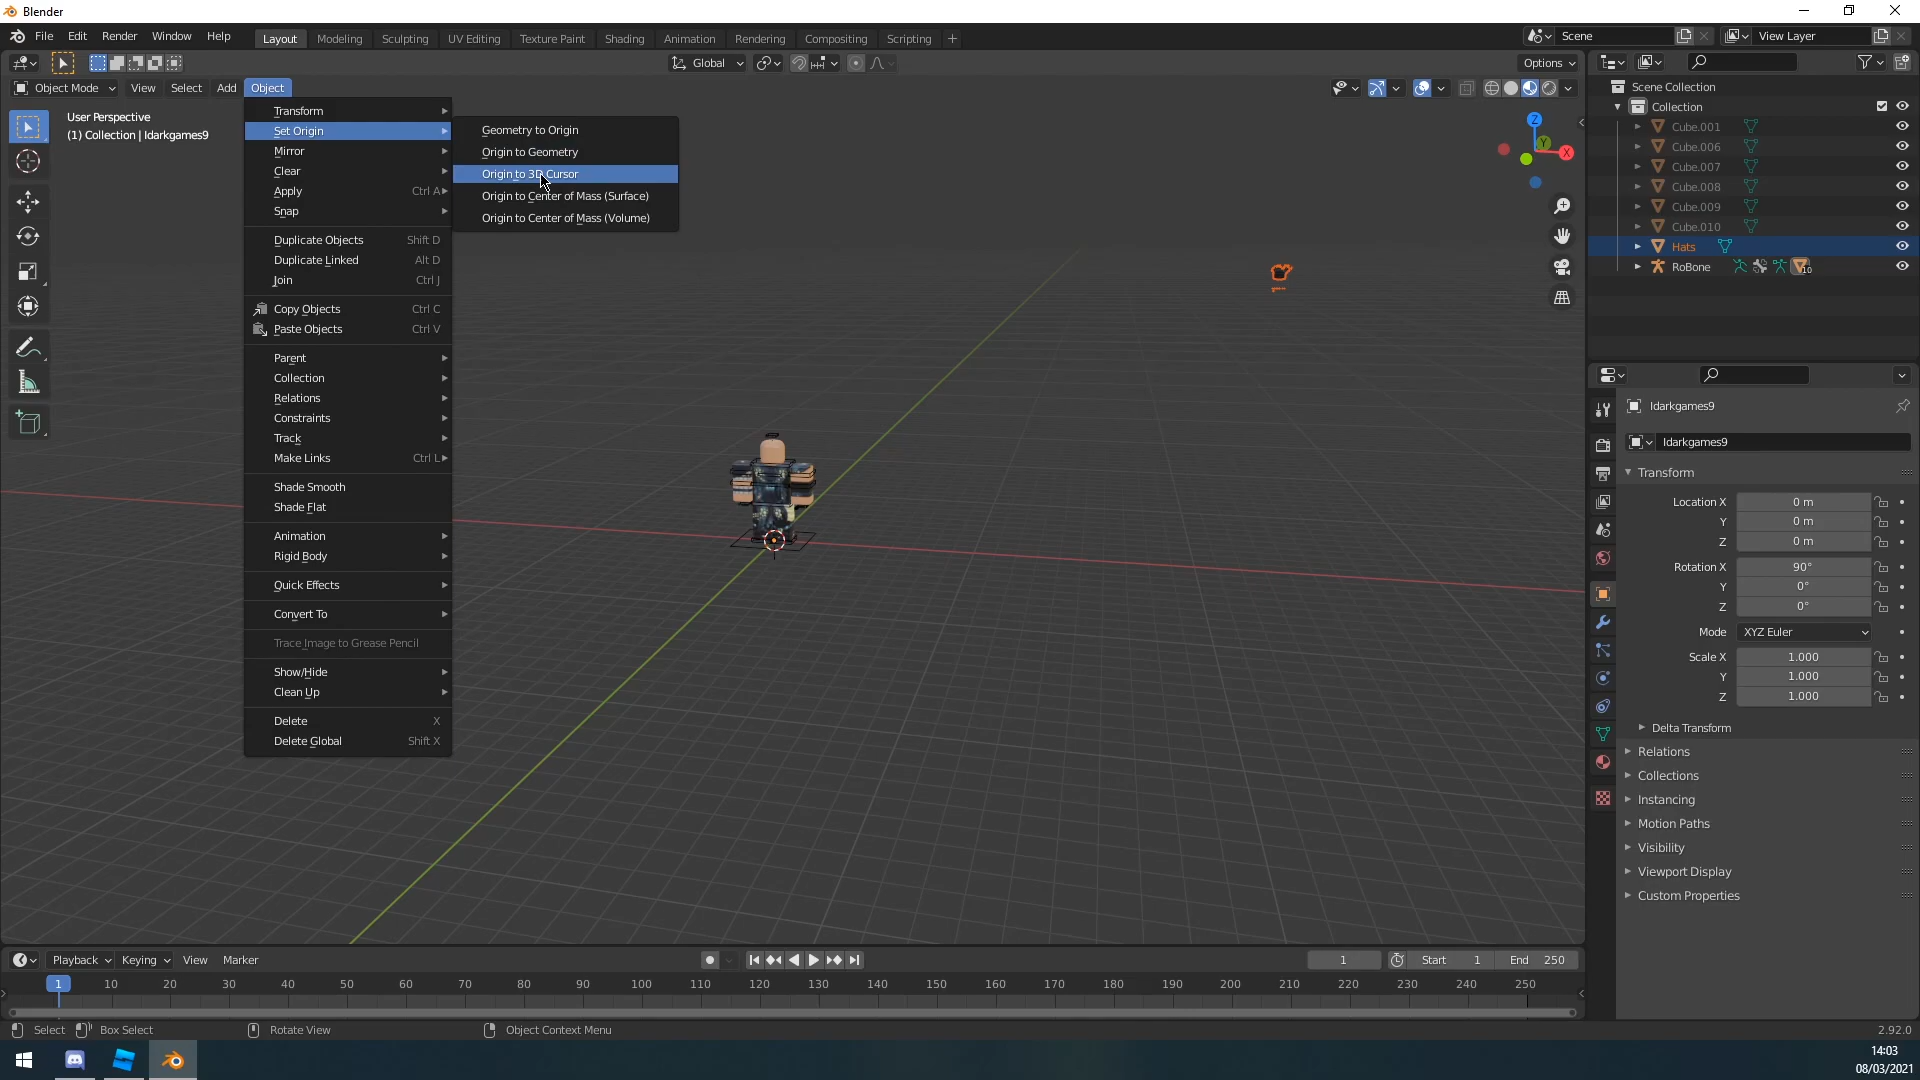 Blender
File Edit Render Window Help
Layout Modeling Sculpting UV Editing Texture Paint Shading Animation Rendering Compositing Scripting +
Scene
View Layer
Global
Options
Object Mode View Select Add Object
User Perspective
(1) Collection | Idarkgames9
Transform
Set Origin
Mirror
Clear
Apply Ctrl A
Snap
Duplicate Objects Shift D
Duplicate Linked Alt D
Join Ctrl J
Copy Objects Ctrl C
Paste Objects Ctrl V
Parent
Collection
Relations
Constraints
Track
Make Links Ctrl L
Shade Smooth
Shade Flat
Animation
Rigid Body
Quick Effects
Convert To
Trace Image to Grease Pencil
Show/Hide
Clean Up
Delete X
Delete Global Shift X
Geometry to Origin
Origin to Geometry
Origin to 3D Cursor
Origin to Center of Mass (Surface)
Origin to Center of Mass (Volume)
Z
Y
X
Scene Collection
Collection
Cube.001
Cube.006
Cube.007
Cube.008
Cube.009
Cube.010
Hats
RoBone 10
Idarkgames9
Idarkgames9
Transform
Location X 0 m
Y 0 m
Z 0 m
Rotation X 90°
Y 0°
Z 0°
Mode XYZ Euler
Scale X 1.000
Y 1.000
Z 1.000
Delta Transform
Relations
Collections
Instancing
Motion Paths
Visibility
Viewport Display
Custom Properties
Playback Keying View Marker
1 Start 1 End 250
1 10 20 30 40 50 60 70 80 90 100 110 120 130 140 150 160 170 180 190 200 210 220 230 240 250
Select Box Select Rotate View Object Context Menu 2.92.0
14:03
08/03/2021